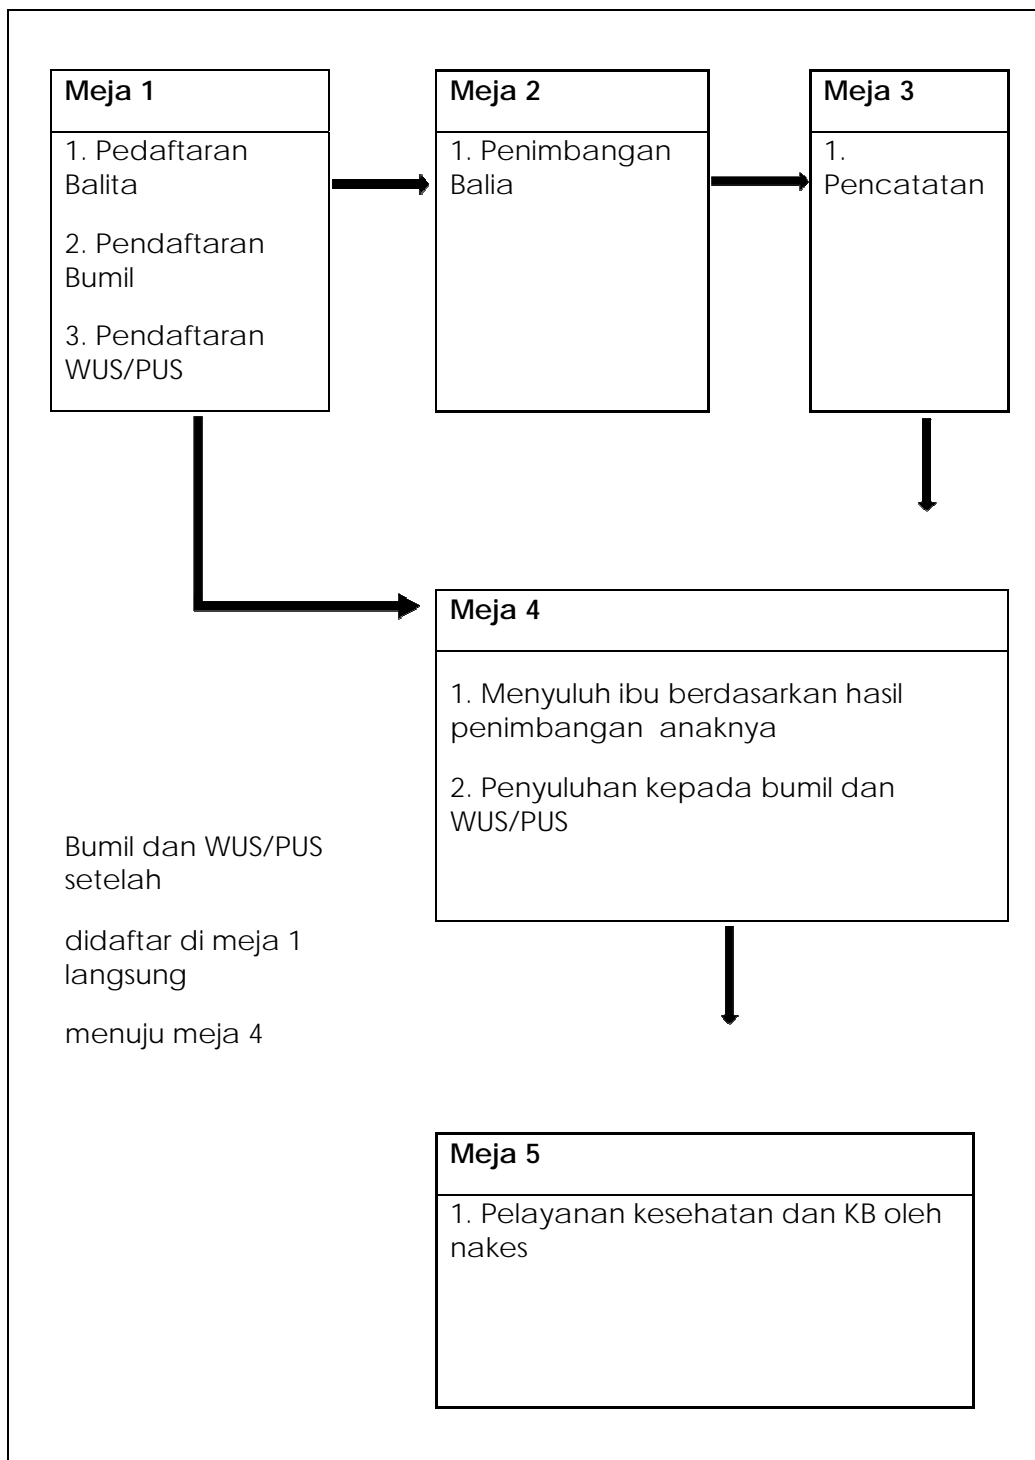 Meja 1
1. Pedaftaran
Balita
2. Pendaftaran
Bumil
3. Pendaftaran
WUS/PUS
Meja 2
1. Penimbangan
Balia
Meja 3
1.
Pencatatan
Meja 4
1. Menyuluh ibu berdasarkan hasil
penimbangan anaknya
2. Penyuluhan kepada bumil dan
WUS/PUS
Bumil dan WUS/PUS
setelah
didaftar di meja 1
langsung
menuju meja 4
Meja 5
1. Pelayanan kesehatan dan KB oleh
nakes